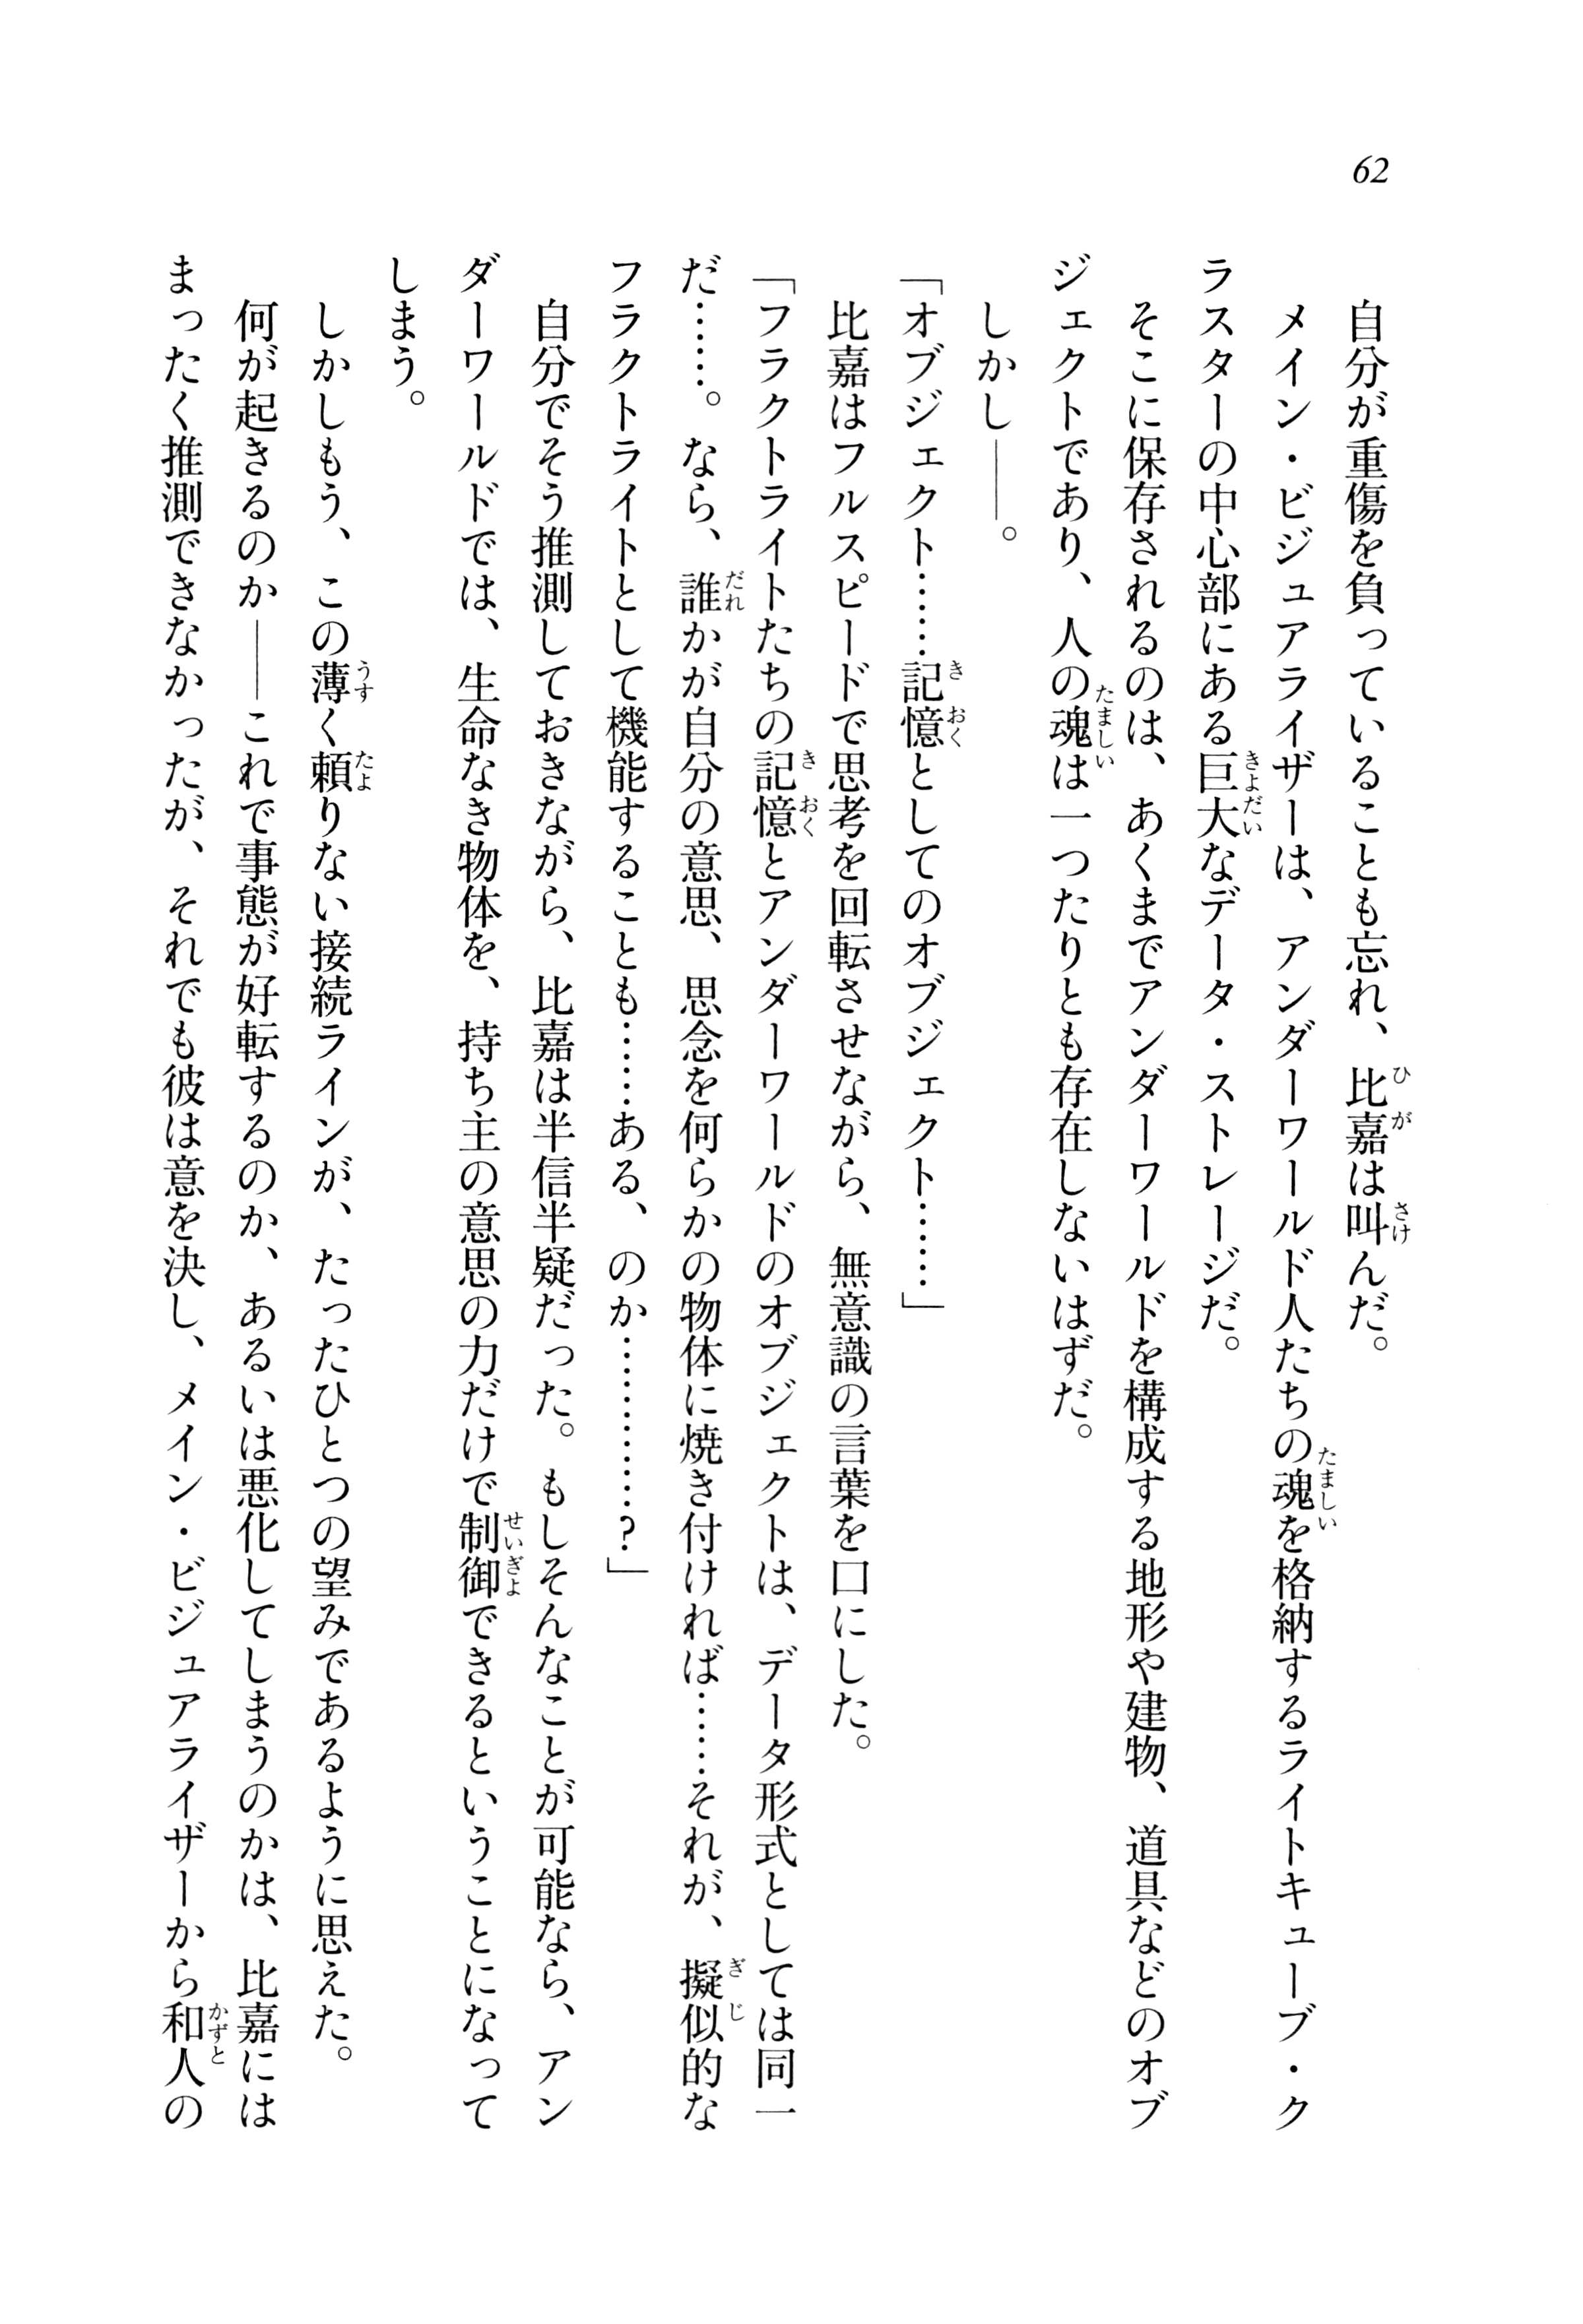 62
自分が重傷を負っていることも忘れ、比嘉は叫んだ。
メイン・ビジュアライザーは、アンダーワールド人たちの魂を格納するライトキューブ・ク
ラスターの中心部にある巨大なデータ・ストレージだ。
そこに保存されるのは、あくまでアンダーワールドを構成する地形や建物、道具などのオブ
ジェクトであり、人の魂は一つたりとも存在しないはずだ。
しかし――。
「オブジェクト……記憶としてのオブジェクト……」
比嘉はフルスピードで思考を回転させながら、無意識の言葉を口にした。
「フラクトライトたちの記憶とアンダーワールドのオブジェクトは、データ形式としては同一
だ……。なら、誰かが自分の意思、思念を何らかの物体に焼き付ければ……それが、擬似的な
フラクトライトとして機能することも……ある、のか…………？」
自分でそう推測しておきながら、比嘉は半信半疑だった。もしそんなことが可能なら、アン
ダーワールドでは、生命なき物体を、持ち主の意思の力だけで制御できるということになって
しまう。
しかしもう、この薄く頼りない接続ラインが、たったひとつの望みであるように思えた。
何が起きるのか――これで事態が好転するのか、あるいは悪化してしまうのかは、比嘉には
まったく推測できなかったが、それでも彼は意を決し、メイン・ビジュアライザーから和人の